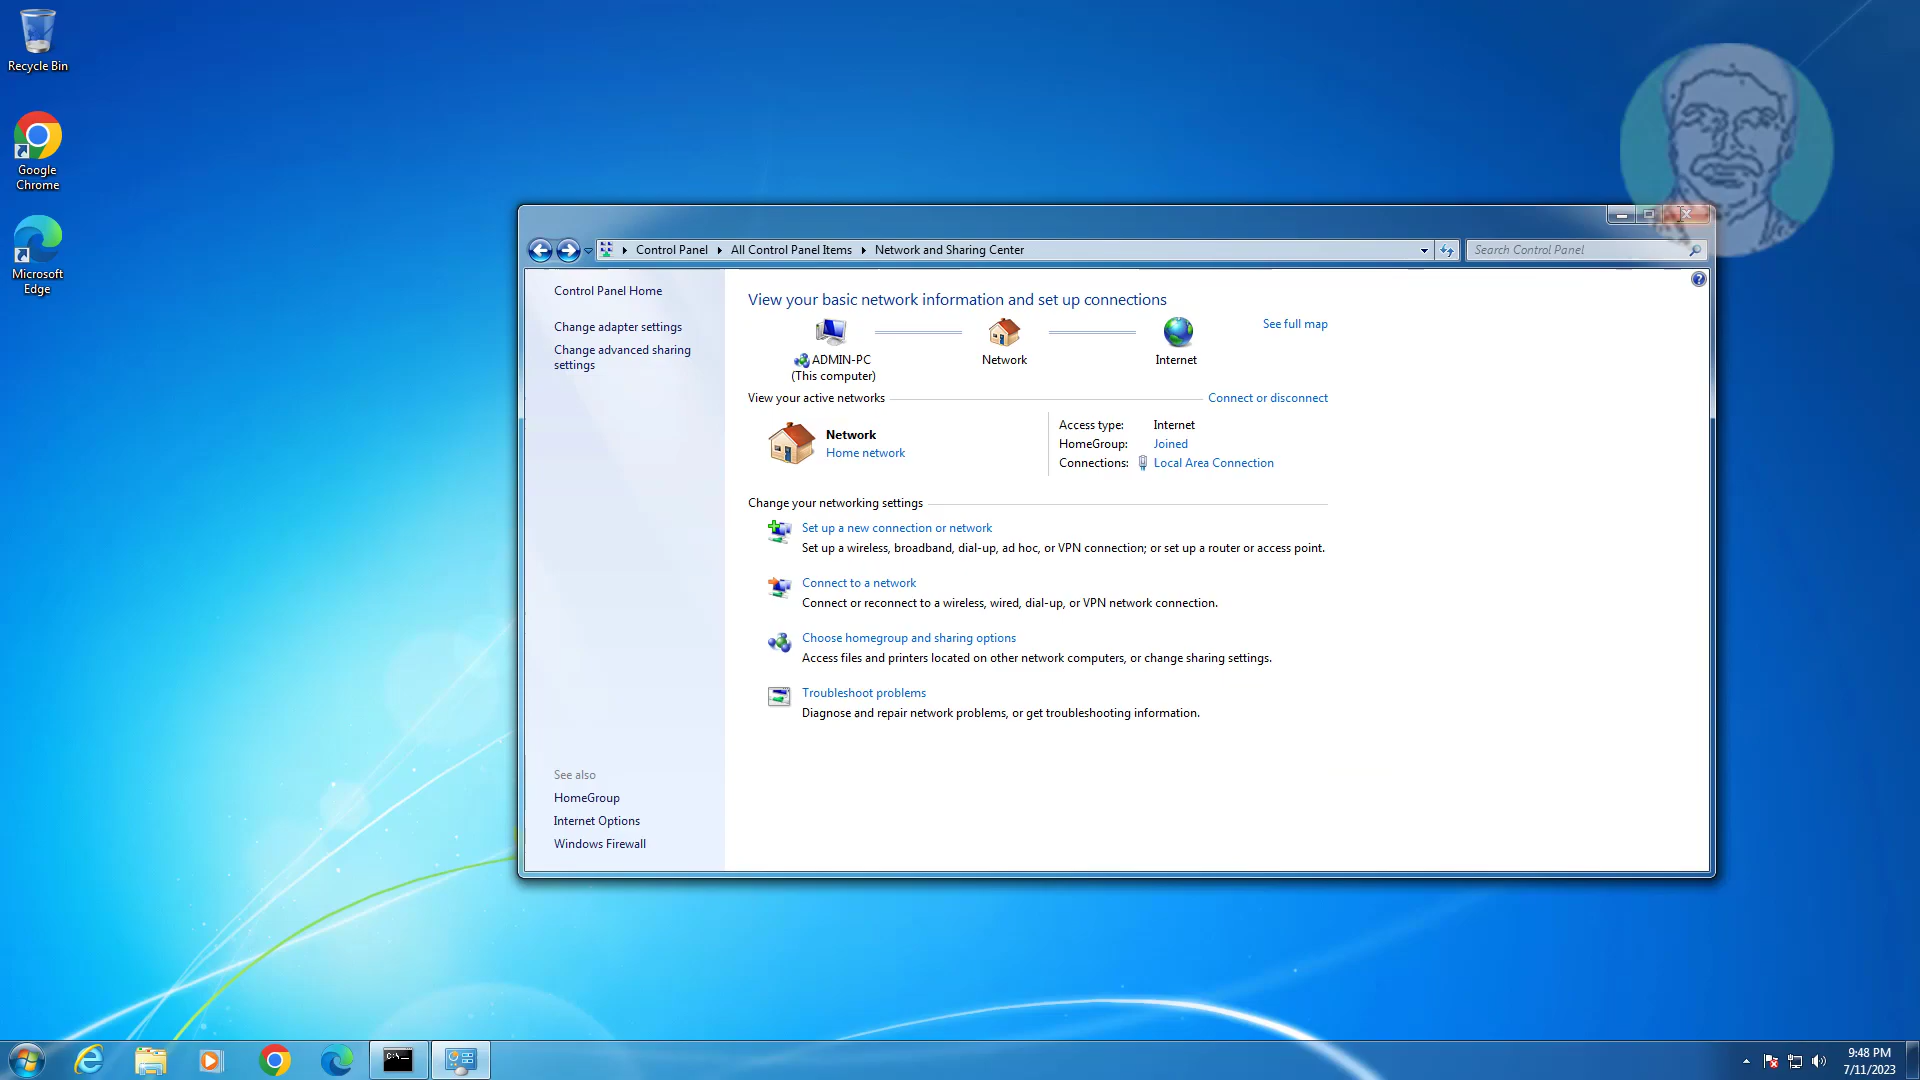 Recycle Bin
Google
Chrome
Microsoft
Edge
Control Panel
All Control Panel Items
Network and Sharing Center
Search Control Panel
Control Panel Home
Change adapter settings
Change advanced sharing
settings
See also
HomeGroup
Internet Options
Windows Firewall
View your basic network information and set up connections
See full map
ADMIN-PC
(This computer)
Network
Internet
View your active networks
Connect or disconnect
Network
Home network
Access type: Internet
HomeGroup: Joined
Connections: Local Area Connection
Change your networking settings
Set up a new connection or network
Set up a wireless, broadband, dial-up, ad hoc, or VPN connection; or set up a router or access point.
Connect to a network
Connect or reconnect to a wireless, wired, dial-up, or VPN network connection.
Choose homegroup and sharing options
Access files and printers located on other network computers, or change sharing settings.
Troubleshoot problems
Diagnose and repair network problems, or get troubleshooting information.
C:\
9:48 PM
7/11/2023